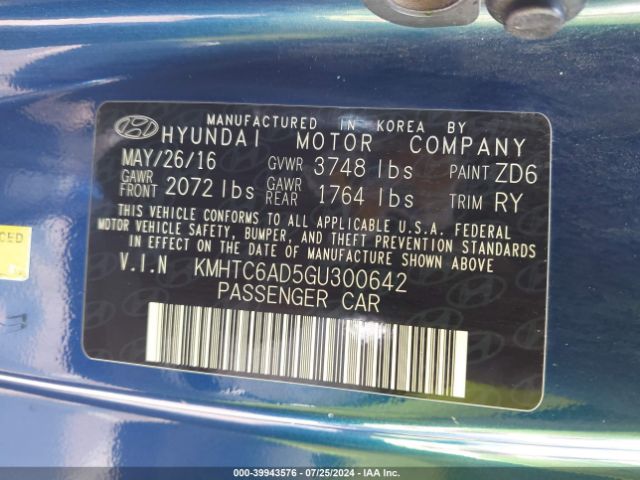 MANUFACTURED IN KOREA BY
HYUNDAI MOTOR COMPANY
MAY/26/16 GVWR 3748 lbs PAINT ZD6
GAWR FRONT 2072 lbs GAWR REAR 1764 lbs TRIM RY
THIS VEHICLE CONFORMS TO ALL APPLICABLE U.S.A. FEDERAL
MOTOR VEHICLE SAFETY, BUMPER, AND THEFT PREVENTION STANDARDS
IN EFFECT ON THE DATE OF MANUFACTURE SHOWN ABOVE
V.I.N KMHTC6AD5GU300642
PASSENGER CAR
CED
000-39943576 - 07/25/2024 - IAA Inc.